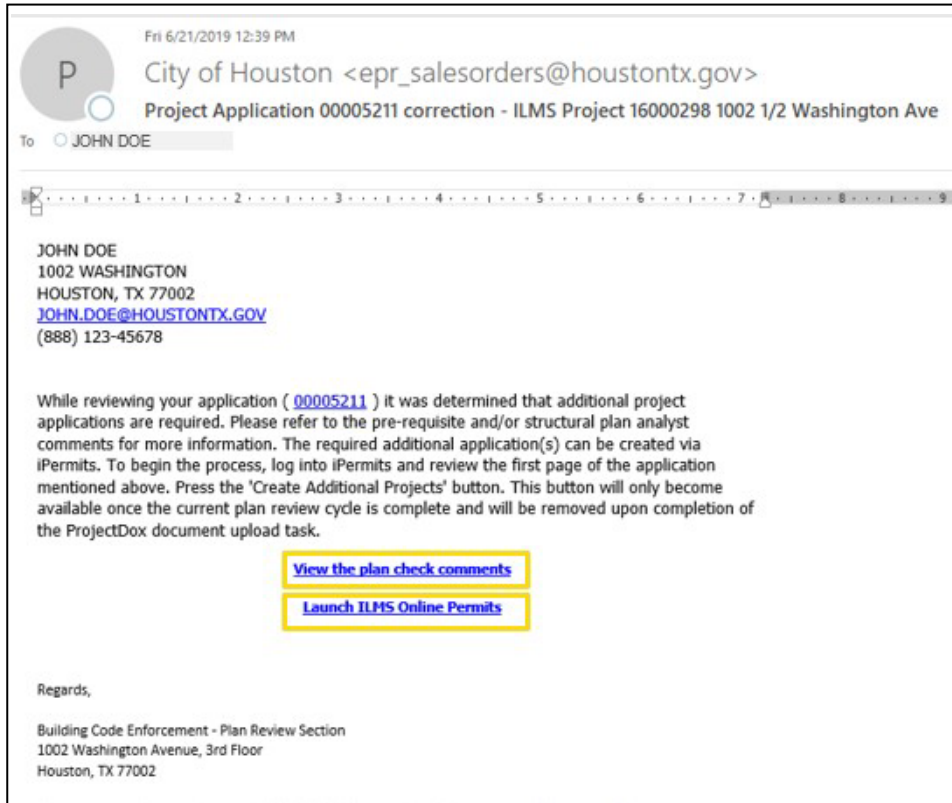 Fri 6/21/2019 12:39 PM
P
City of Houston <epr_salesorders@houstontx.gov>
Project Application 00005211 correction - ILMS Project 16000298 1002 1/2 Washington Ave
To JOHN DOE
1 2 3 4 5 6 7 8 9
JOHN DOE
1002 WASHINGTON
HOUSTON, TX 77002
JOHN.DOE@HOUSTONTX.GOV
(888) 123-45678
While reviewing your application ( 00005211 ) it was determined that additional project
applications are required. Please refer to the pre-requisite and/or structural plan analyst
comments for more information. The required additional application(s) can be created via
iPermits. To begin the process, log into iPermits and review the first page of the application
mentioned above. Press the 'Create Additional Projects' button. This button will only become
available once the current plan review cycle is complete and will be removed upon completion of
the ProjectDox document upload task.
View the plan check comments
Launch ILMS Online Permits
Regards,
Building Code Enforcement - Plan Review Section
1002 Washington Avenue, 3rd Floor
Houston, TX 77002